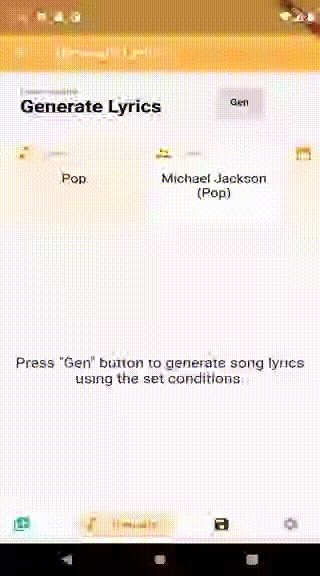 Generate Lyrics
Gen
Pop
Michael Jackson
(Pop)
Press "Gen" button to generate song lyrics
using the set conditions